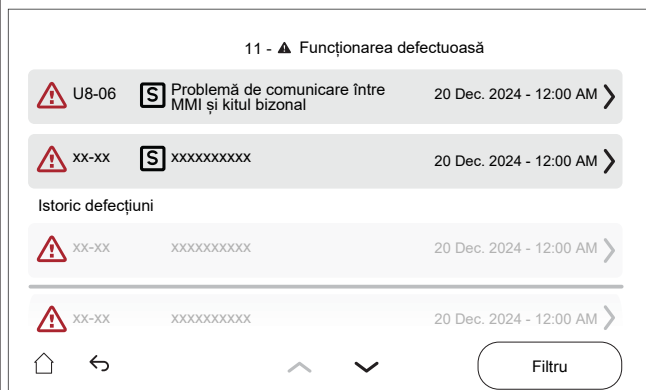 11 - Funcționarea defectuoasă
U8-06 S Problemă de comunicare între MMI și kitul bizonal 20 Dec. 2024 - 12:00 AM
xx-xx S xxxxxxxxxx 20 Dec. 2024 - 12:00 AM
Istoric defecțiuni
xx-xx xxxxxxxxxx 20 Dec. 2024 - 12:00 AM
xx-xx xxxxxxxxxx 20 Dec. 2024 - 12:00 AM
Filtru